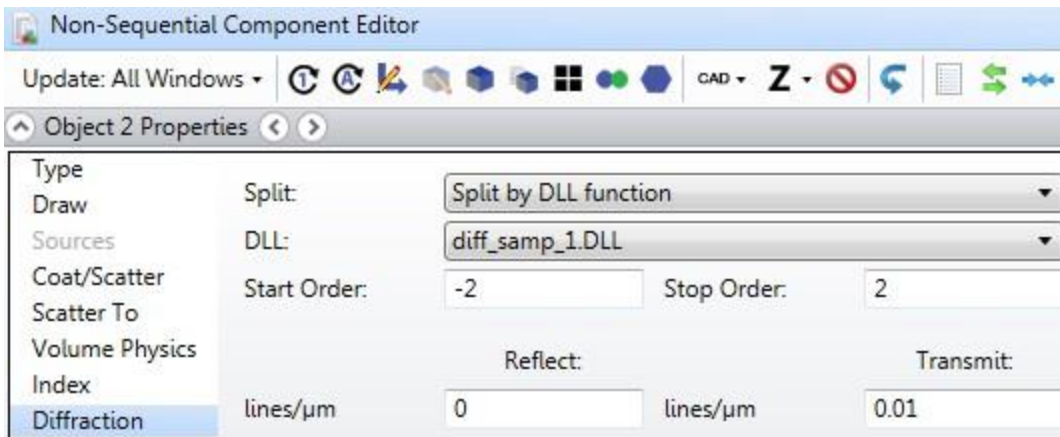 Non-Sequential Component Editor
Update: All Windows CAD Z
Object 2 Properties
Type
Draw
Sources
Coat/Scatter
Scatter To
Volume Physics
Index
Diffraction
Split: Split by DLL function
DLL: diff_samp_1.DLL
Start Order: -2 Stop Order: 2
Reflect: Transmit:
lines/μm 0 lines/μm 0.01